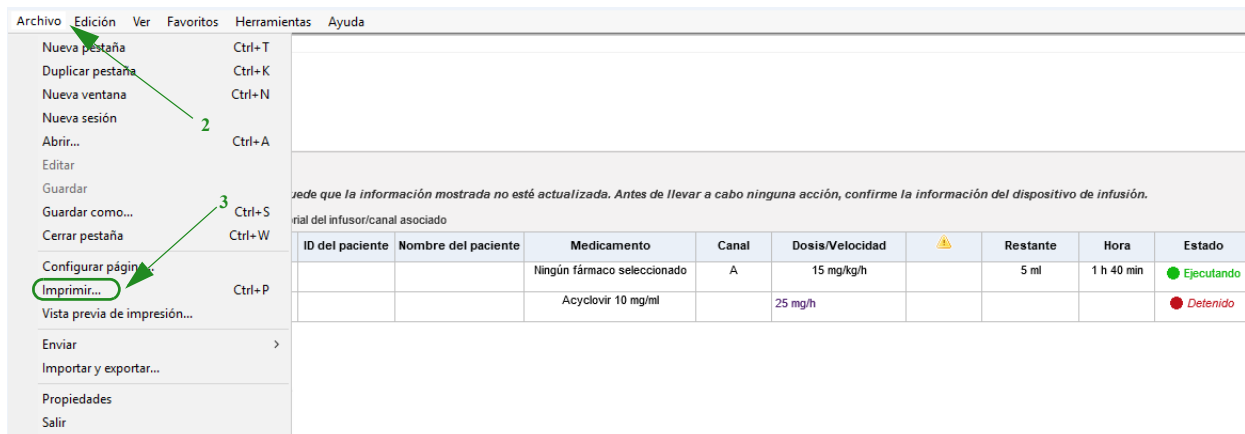 Archivo Edición Ver Favoritos Herramientas Ayuda
Nueva pestaña Ctrl+T
Duplicar pestaña Ctrl+K
Nueva ventana Ctrl+N
Nueva sesión
2
Abrir... Ctrl+A
Editar
Guardar
3
Guardar como... Ctrl+S
Cerrar pestaña Ctrl+W
Configurar página...
Imprimir... Ctrl+P
Vista previa de impresión...
Enviar >
Importar y exportar...
Propiedades
Salir
que la información mostrada no esté actualizada. Antes de llevar a cabo ninguna acción, confirme la información del dispositivo de infusión.
del infusor/canal asociado
ID del paciente Nombre del paciente Medicamento Canal Dosis/Velocidad Restante Hora Estado
Ningún fármaco seleccionado A 15 mg/kg/h 5 ml 1 h 40 min Ejecutando
Acyclovir 10 mg/ml 25 mg/h Detenido